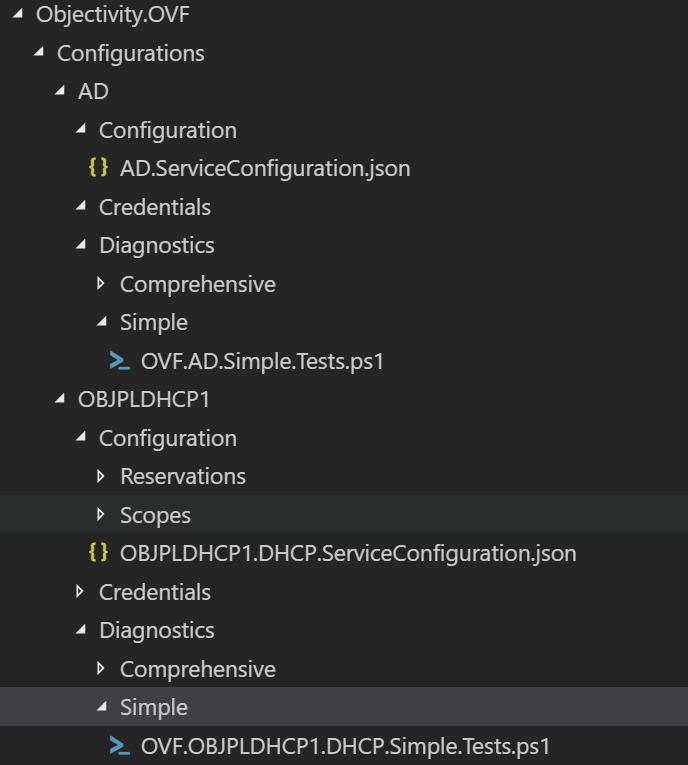 Objectivity.OVF
Configurations
AD
Configuration
AD.ServiceConfiguration.json
Credentials
Diagnostics
Comprehensive
Simple
OVF.AD.Simple.Tests.ps1
OBJPLDHCP1
Configuration
Reservations
Scopes
OBJPLDHCP1.DHCP.ServiceConfiguration.json
Credentials
Diagnostics
Comprehensive
Simple
OVF.OBJPLDHCP1.DHCP.Simple.Tests.ps1